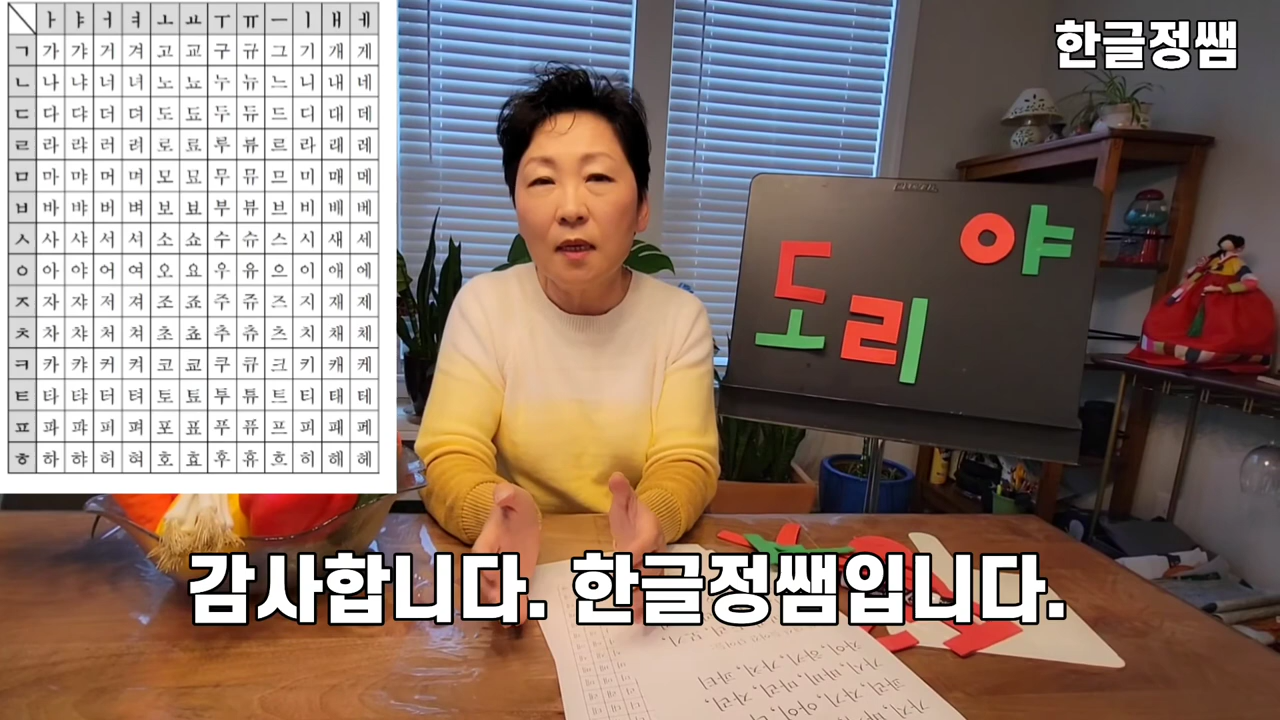 ㅏ ㅑ ㅓ ㅕ ㅗ ㅛ ㅜ ㅠ ㅡ ㅣ ㅐ ㅔ
ㄱ 가 갸 거 겨 고 교 구 규 그 기 개 게
ㄴ 나 냐 너 녀 노 뇨 누 뉴 느 니 내 네
ㄷ 다 댜 더 뎌 도 됴 두 듀 드 디 대 데
ㄹ 라 랴 러 려 로 료 루 류 르 라 래 레
ㅁ 마 먀 머 며 모 묘 무 뮤 므 미 매 메
ㅂ 바 뱌 버 벼 보 뵤 부 뷰 브 비 배 베
ㅅ 사 샤 서 셔 소 쇼 수 슈 스 시 새 세
ㅇ 아 야 어 여 오 요 우 유 으 이 애 에
ㅈ 자 쟈 저 져 조 죠 주 쥬 즈 지 재 제
ㅊ 차 챠 처 쳐 초 쵸 추 츄 츠 치 채 체
ㅋ 카 캬 커 켜 코 쿄 쿠 큐 크 키 캐 케
ㅌ 타 탸 터 텨 토 툐 투 튜 트 티 태 테
ㅍ 파 퍄 퍼 펴 포 표 푸 퓨 프 피 패 페
ㅎ 하 햐 허 혀 호 효 후 휴 흐 히 해 헤
한글정쌤
야
도리
감사합니다. 한글정쌤입니다.